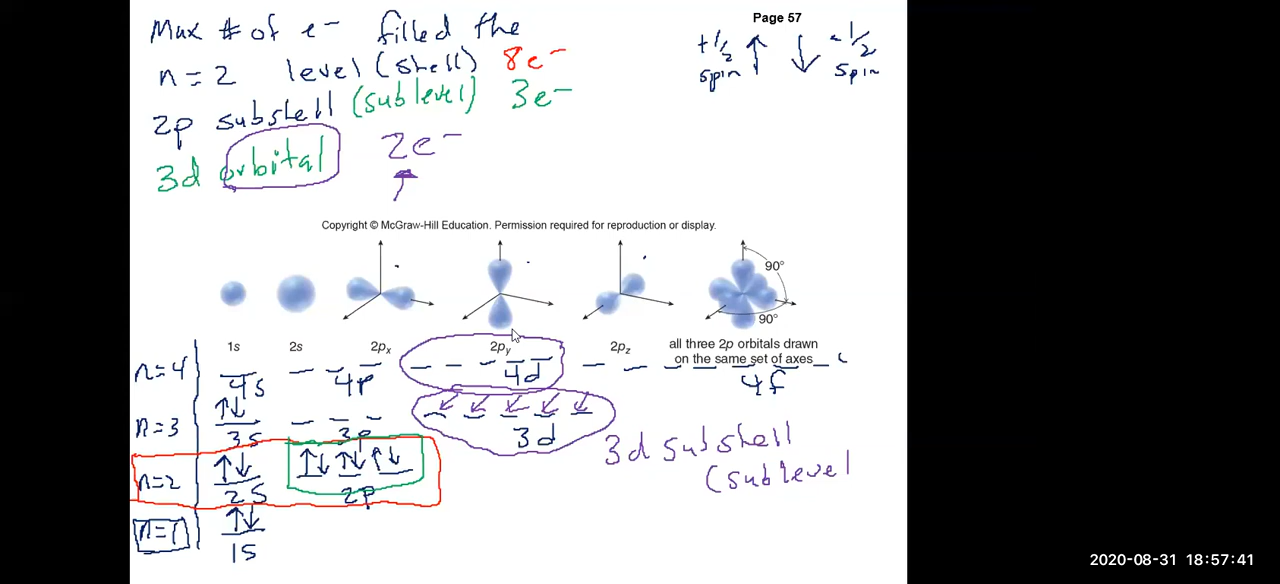 Page 57
Max # of e- filled the
+1/2 ↑ ↓ -1/2
spin spin
n = 2 level (shell) 8e-
2p subshell (sublevel) 3e-
3d orbital 2e-
Copyright © McGraw-Hill Education. Permission required for reproduction or display.
90°
90°
1s 2s 2px 2py 2pz all three 2p orbitals drawn
on the same set of axes
n=4 4s 4p 4d 4f
n=3 3s 3p 3d
3d subshell
(sublevel
n=2 2s 2p
n=1 1s
2020-08-31 18:57:41